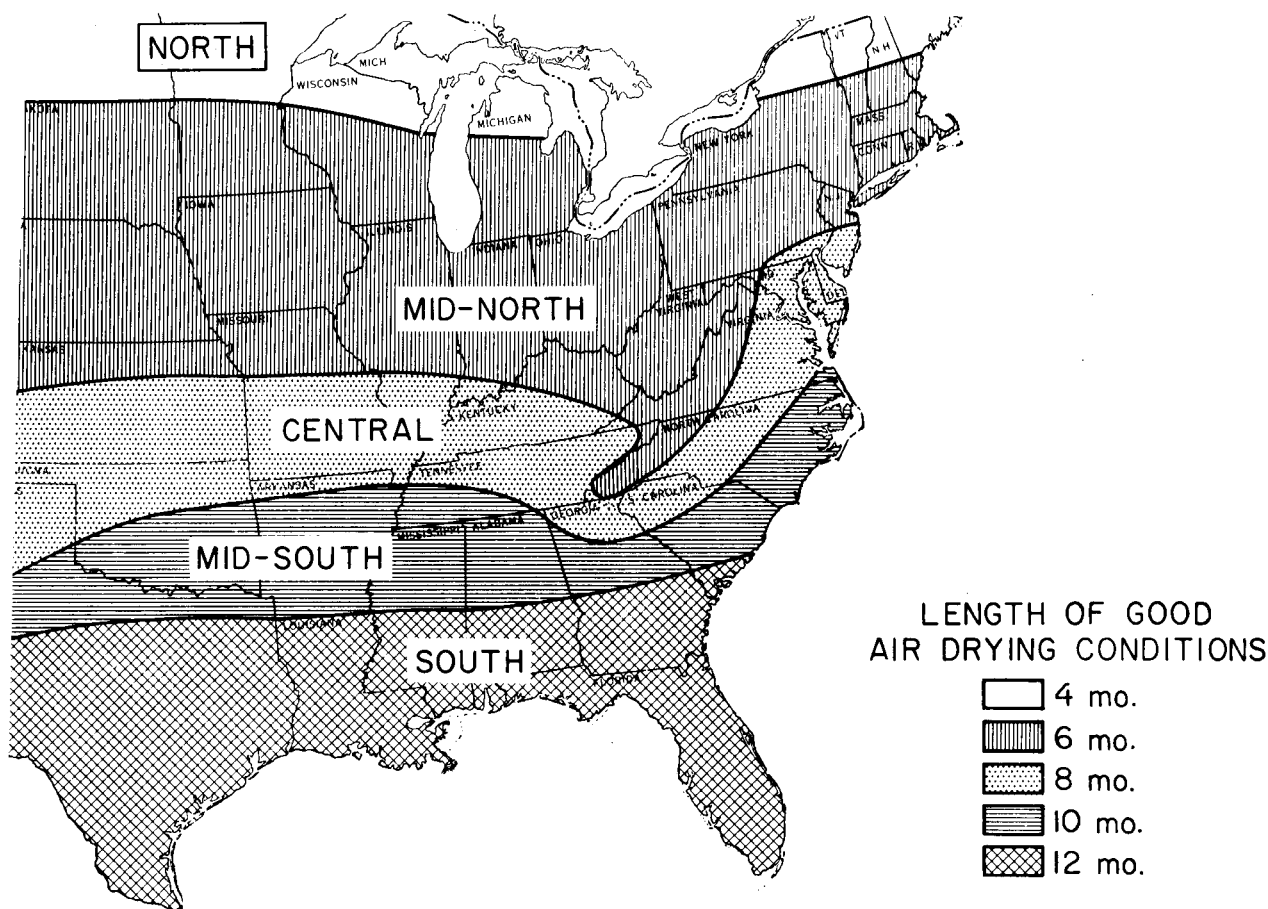 NORTH
VT
N H
MICH
WISCONSIN
MICHIGAN
MASS
NEW YORK
CONN
PENNSYLVANIA
N. J.
IOWA
ILLINOIS
INDIANA
OHIO
MID-NORTH
WEST
VIRGINIA
VIRGINIA
DEL
MISSOURI
KANSAS
KENTUCKY
NORTH CAROLINA
CENTRAL
TENNESSEE
ARKANSAS
S. CAROLINA
GEORGIA
MISSISSIPPI
ALABAMA
MID-SOUTH
LOUISIANA
SOUTH
FLORIDA
LENGTH OF GOOD
AIR DRYING CONDITIONS
4 mo.
6 mo.
8 mo.
10 mo.
12 mo.